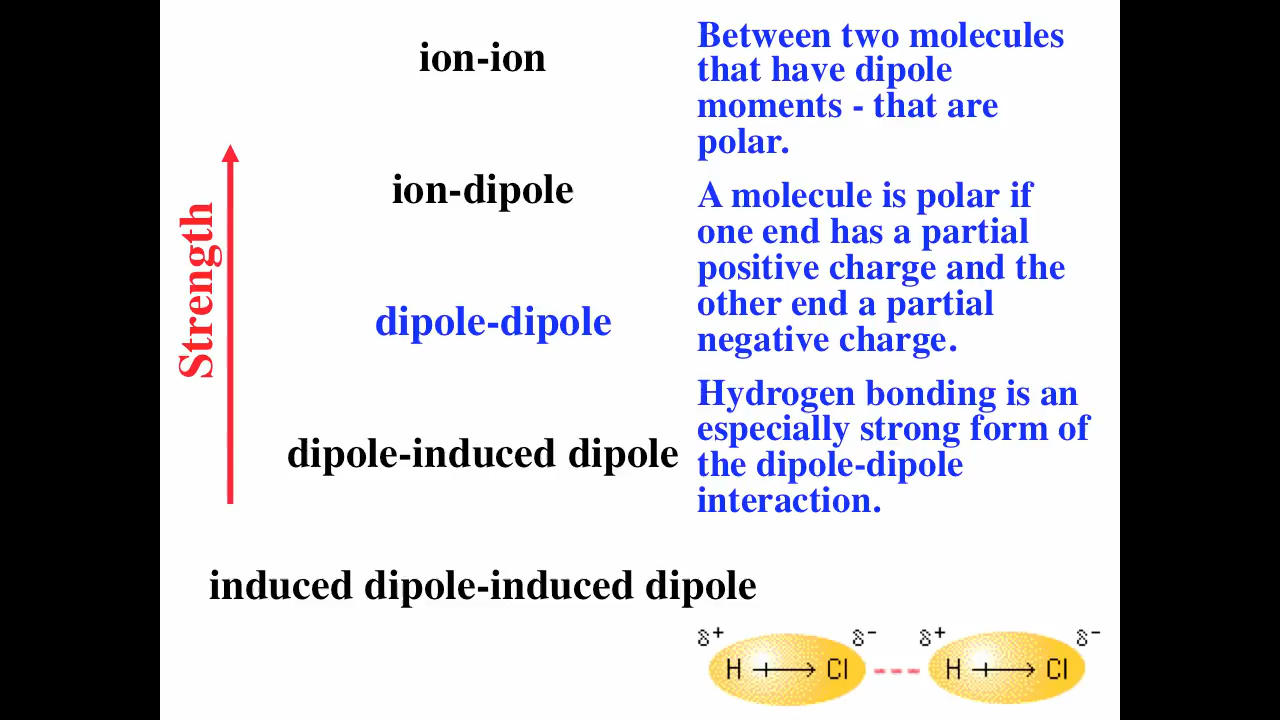 ion-ion
ion-dipole
dipole-dipole
dipole-induced dipole
induced dipole-induced dipole
Strength
Between two molecules
that have dipole
moments - that are
polar.
A molecule is polar if
one end has a partial
positive charge and the
other end a partial
negative charge.
Hydrogen bonding is an
especially strong form of
the dipole-dipole
interaction.
δ+ δ− δ+ δ−
H Cl H Cl